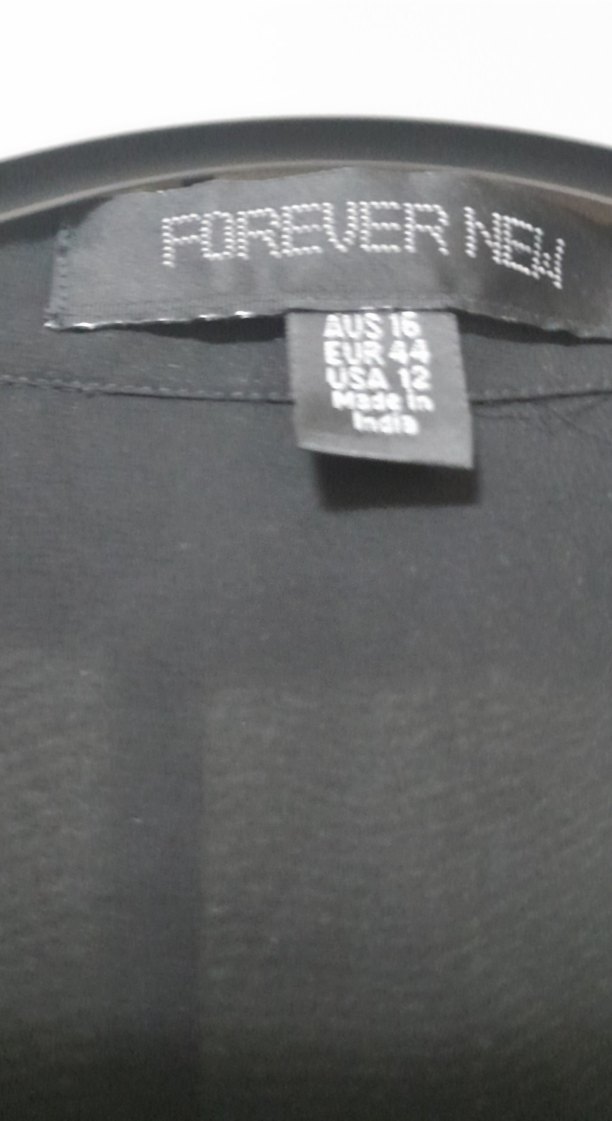 FOREVER NEW
AUS 16
EUR 44
USA 12
Made in
India